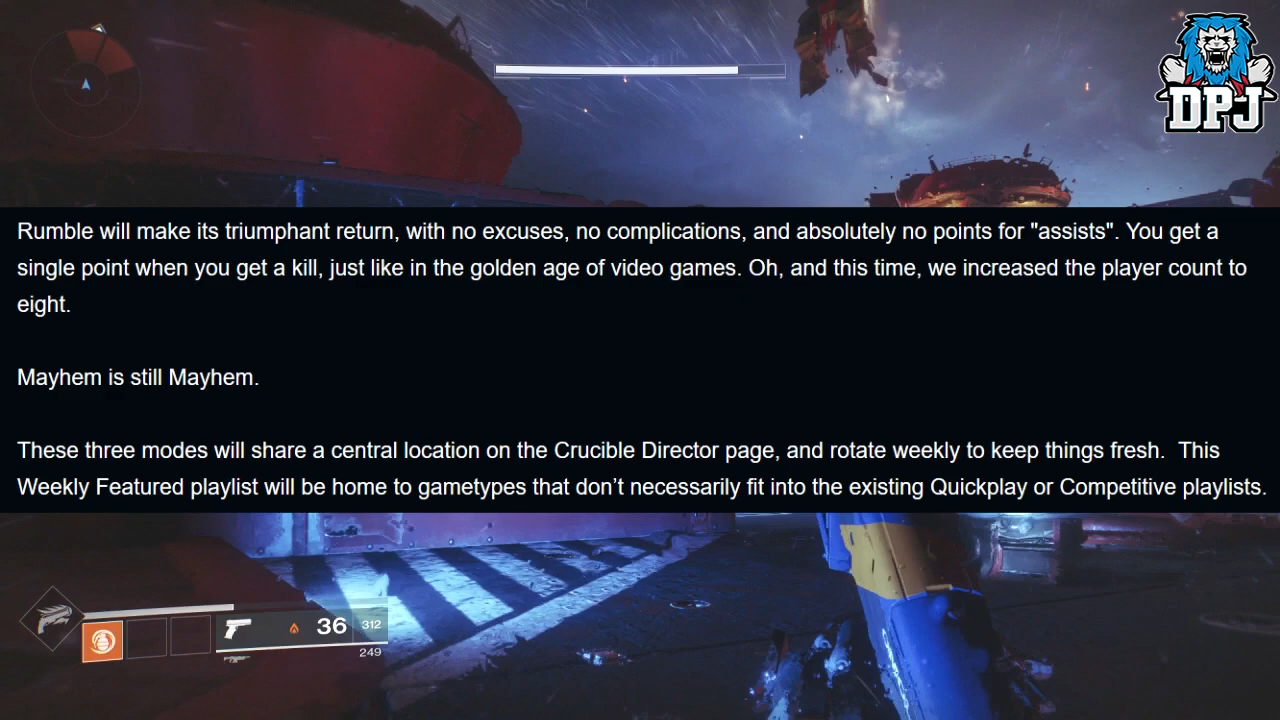 DPJ
Rumble will make its triumphant return, with no excuses, no complications, and absolutely no points for "assists". You get a
single point when you get a kill, just like in the golden age of video games. Oh, and this time, we increased the player count to
eight.
Mayhem is still Mayhem.
These three modes will share a central location on the Crucible Director page, and rotate weekly to keep things fresh.  This
Weekly Featured playlist will be home to gametypes that don’t necessarily fit into the existing Quickplay or Competitive playlists.
36 312
249